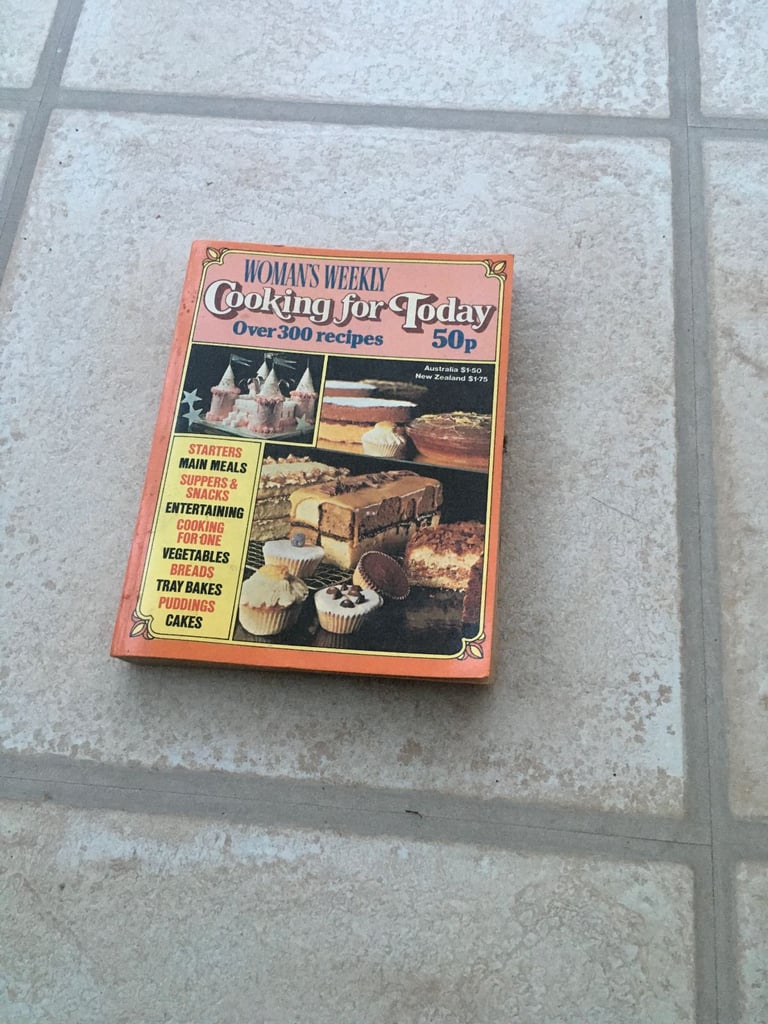 WOMAN'S WEEKLY
Cooking for Today
Over 300 recipes 50p
Australia $1·50
New Zealand $1·75
STARTERS
MAIN MEALS
SUPPERS &
SNACKS
ENTERTAINING
COOKING
FOR ONE
VEGETABLES
BREADS
TRAY BAKES
PUDDINGS
CAKES